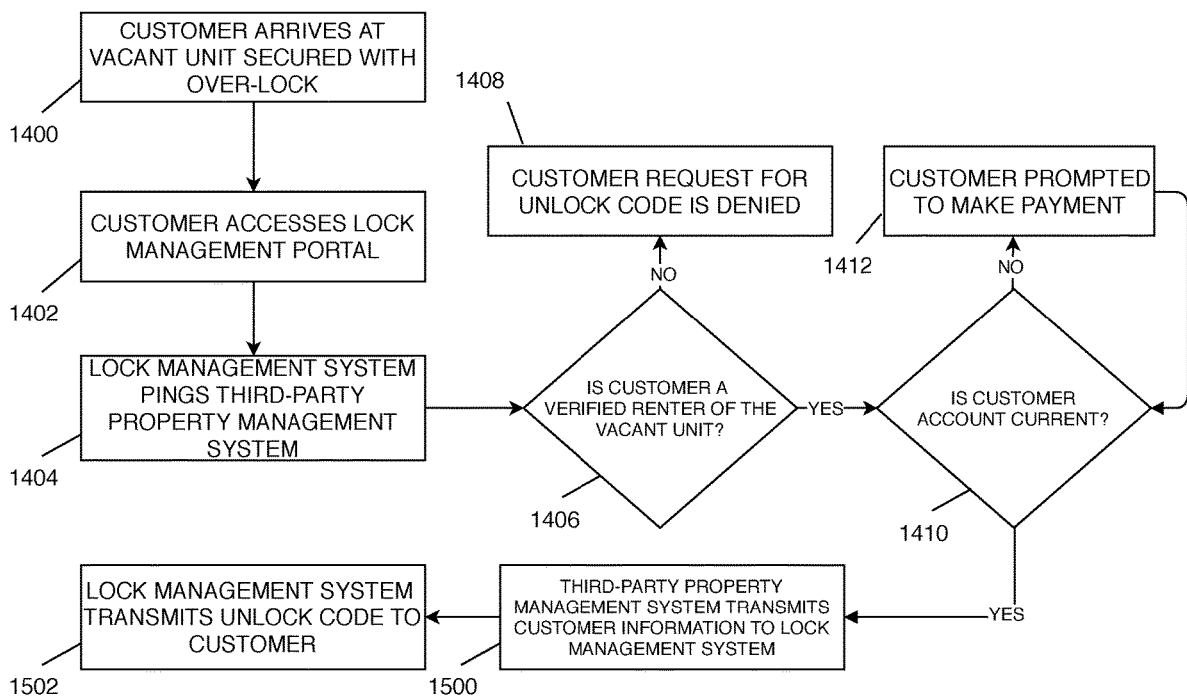 CUSTOMER ARRIVES AT
VACANT UNIT SECURED WITH
OVER-LOCK
1400
CUSTOMER ACCESSES LOCK
MANAGEMENT PORTAL
1402
LOCK MANAGEMENT SYSTEM
PINGS THIRD-PARTY
PROPERTY MANAGEMENT
SYSTEM
1404
IS CUSTOMER A
VERIFIED RENTER OF THE
VACANT UNIT?
1406
NO
1408
CUSTOMER REQUEST FOR
UNLOCK CODE IS DENIED
YES
IS CUSTOMER
ACCOUNT CURRENT?
1410
NO
CUSTOMER PROMPTED
TO MAKE PAYMENT
1412
YES
THIRD-PARTY PROPERTY
MANAGEMENT SYSTEM TRANSMITS
CUSTOMER INFORMATION TO LOCK
MANAGEMENT SYSTEM
1500
LOCK MANAGEMENT SYSTEM
TRANSMITS UNLOCK CODE TO
CUSTOMER
1502